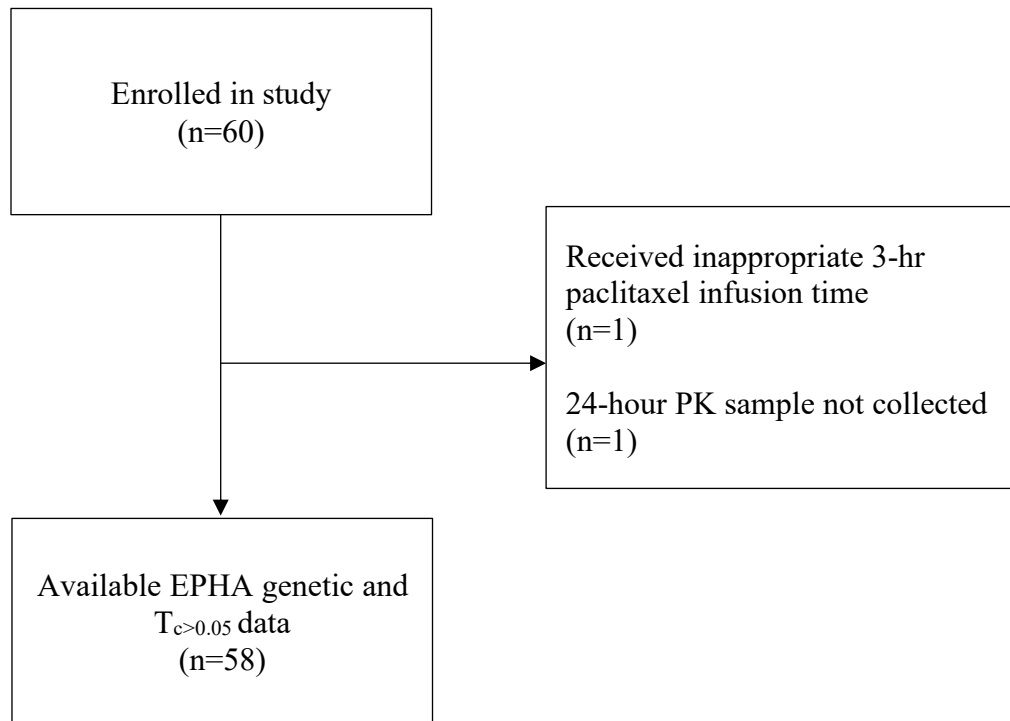 Enrolled in study
(n=60)
Received inappropriate 3-hr
paclitaxel infusion time
(n=1)
24-hour PK sample not collected
(n=1)
Available EPHA genetic and
Tc>0.05 data
(n=58)